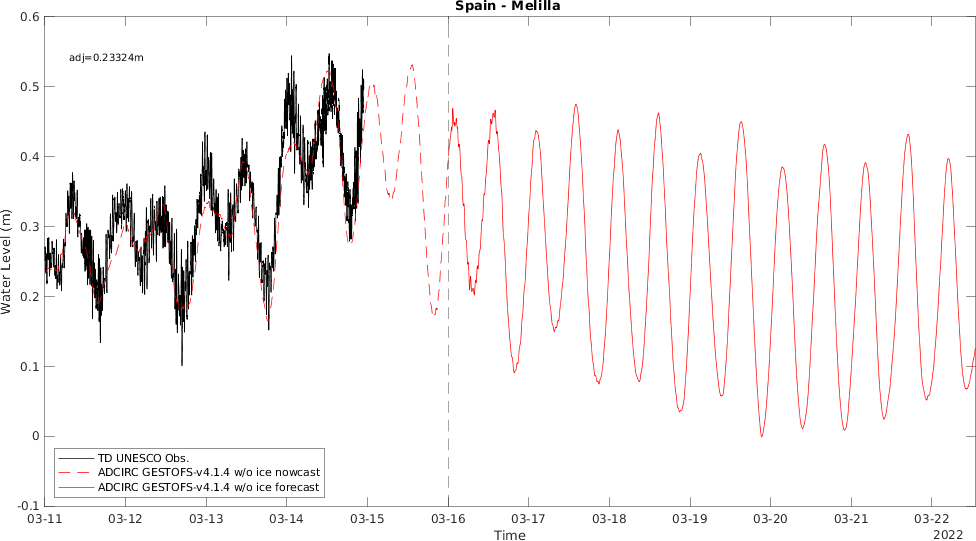 Spain - Melilla
adj=0.23324m
Water Level (m)
0.6
0.5
0.4
0.3
0.2
0.1
0
-0.1
TD UNESCO Obs.
ADCIRC GESTOFS-v4.1.4 w/o ice nowcast
ADCIRC GESTOFS-v4.1.4 w/o ice forecast
03-11 03-12 03-13 03-14 03-15 03-16 03-17 03-18 03-19 03-20 03-21 03-22
2022
Time